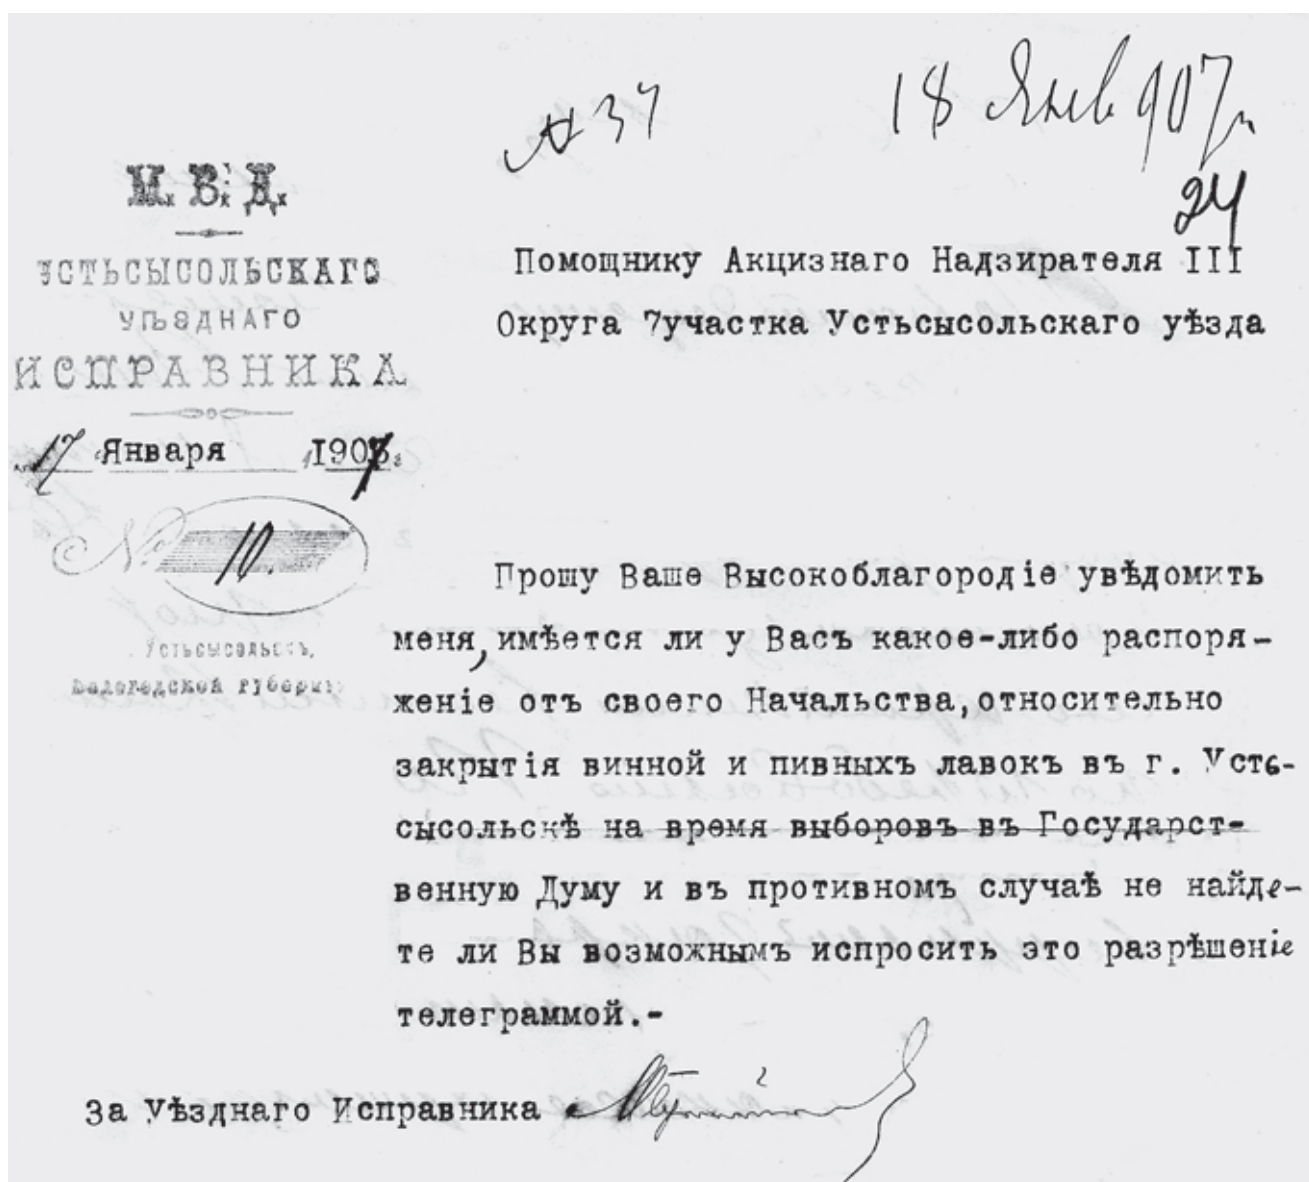 № 37
18 Янв 907 г
24
М. В. Д.
УСТЬСЫСОЛЬСКАГО
УѢЗДНАГО
ИСПРАВНИКА
17 Января 1907 г.
№ 10.
Устьсысольскъ,
Вологодской губерніи
Помощнику Акцизнаго Надзирателя III
Округа 7участка Устьсысольскаго уѣзда
Прошу Ваше Высокоблагородіе увѣдомить
меня, имѣется ли у Васъ какое-либо распоря-
женіе отъ своего Начальства,относительно
закрытія винной и пивныхъ лавокъ въ г. Усть-
сысольскѣ на время выборовъ въ Государст-
венную Думу и въ противномъ случаѣ не найде-
те ли Вы возможнымъ испросить это разрѣшеніе
телеграммой.-
За Уѣзднаго Исправника